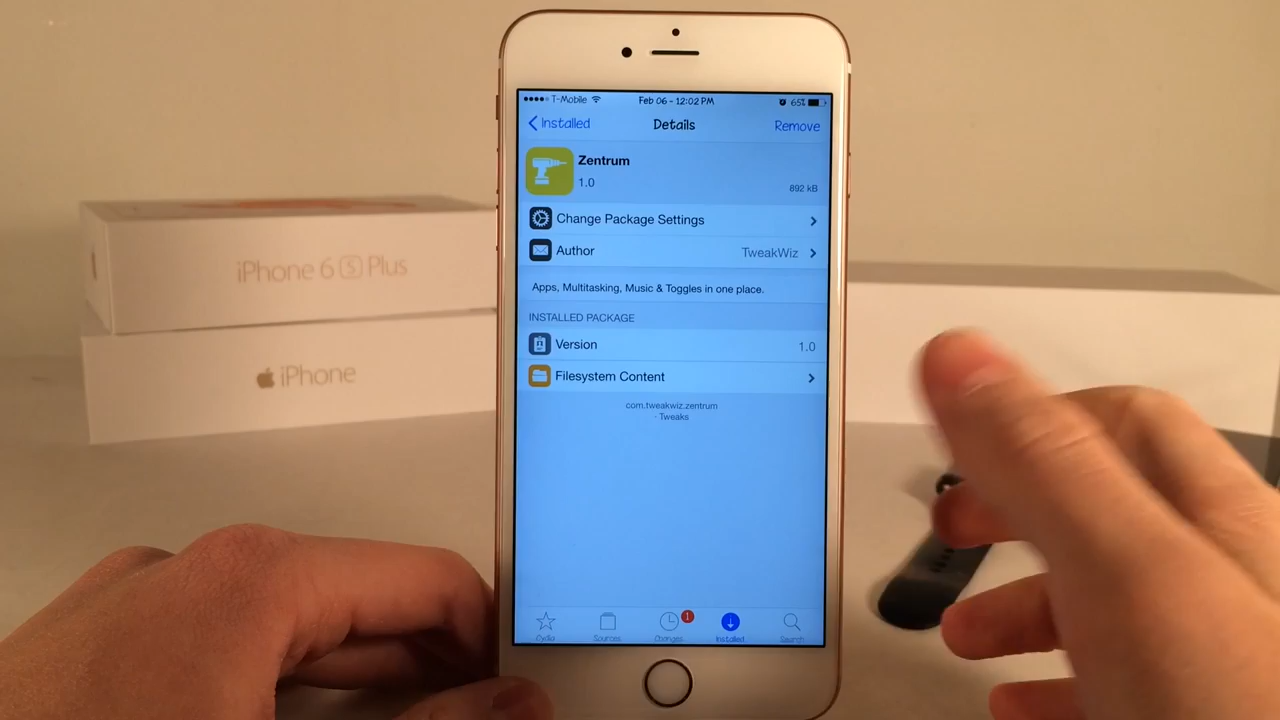 T-Mobile Feb 06 - 12:02 PM 65%
Installed Details Remove
Zentrum
1.0 892 kB
Change Package Settings
Author TweakWiz
Apps, Multitasking, Music & Toggles in one place.
INSTALLED PACKAGE
Version 1.0
Filesystem Content
com.tweakwiz.zentrum
- Tweaks
1
Cydia Sources Changes Installed Search
iPhone 6S Plus
iPhone